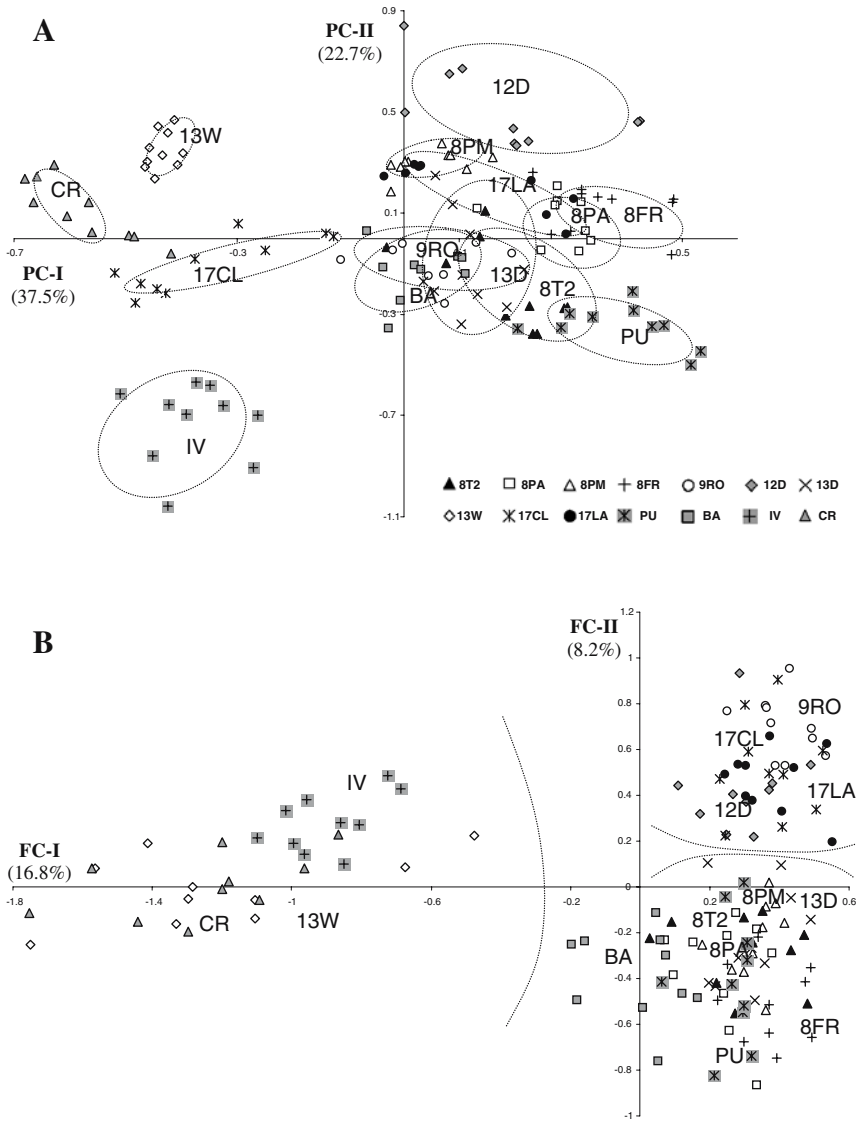 A
PC-II
(22.7%)
0.9
0.5
0.1
-0.3
-0.7
-1.1
-0.7
-0.3
0.5
PC-I
(37.5%)
12D
13W
8PM
CR
17LA
8PA
8FR
9RO
17CL
13D
BA
8T2
PU
IV
8T2 8PA 8PM 8FR 9RO 12D 13D
13W 17CL 17LA PU BA IV CR
B
FC-II
(8.2%)
1.2
1
0.8
0.6
0.4
0.2
0
-0.2
-0.4
-0.6
-0.8
-1
FC-I
(16.8%)
-1.8
-1.4
-1
-0.6
-0.2
0.2
0.6
9RO
17CL
IV
17LA
12D
CR
13W
8PM
13D
8T2
BA
8PA
8FR
PU